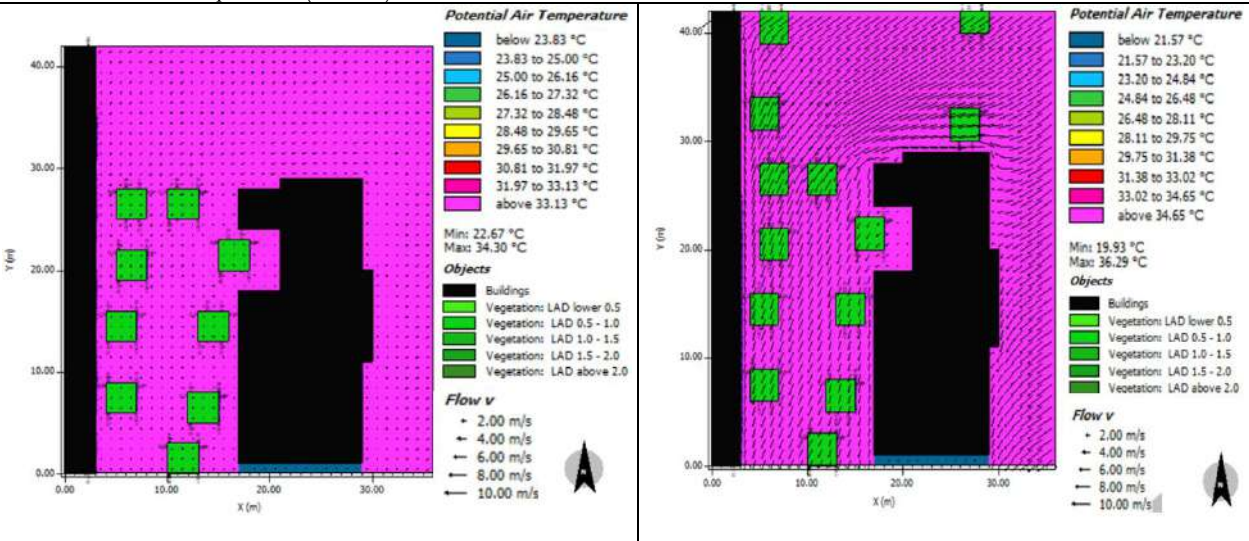 Potential Air Temperature
below 23.83 °C
23.83 to 25.00 °C
25.00 to 26.16 °C
26.16 to 27.32 °C
27.32 to 28.48 °C
28.48 to 29.65 °C
29.65 to 30.81 °C
30.81 to 31.97 °C
31.97 to 33.13 °C
above 33.13 °C
Min: 22.67 °C
Max: 34.30 °C
Objects
Buildings
Vegetation: LAD lower 0.5
Vegetation: LAD 0.5 - 1.0
Vegetation: LAD 1.0 - 1.5
Vegetation: LAD 1.5 - 2.0
Vegetation: LAD above 2.0
Flow v
2.00 m/s
4.00 m/s
6.00 m/s
8.00 m/s
10.00 m/s
N
40.00
30.00
20.00
10.00
0.00
Y (m)
0.00 10.00 20.00 30.00
X (m)
Potential Air Temperature
below 21.57 °C
21.57 to 23.20 °C
23.20 to 24.84 °C
24.84 to 26.48 °C
26.48 to 28.11 °C
28.11 to 29.75 °C
29.75 to 31.38 °C
31.38 to 33.02 °C
33.02 to 34.65 °C
above 34.65 °C
Min: 19.93 °C
Max: 36.29 °C
Objects
Buildings
Vegetation: LAD lower 0.5
Vegetation: LAD 0.5 - 1.0
Vegetation: LAD 1.0 - 1.5
Vegetation: LAD 1.5 - 2.0
Vegetation: LAD above 2.0
Flow v
2.00 m/s
4.00 m/s
6.00 m/s
8.00 m/s
10.00 m/s
N
40.00
30.00
20.00
10.00
0.00
Y (m)
0.00 10.00 20.00 30.00
X (m)